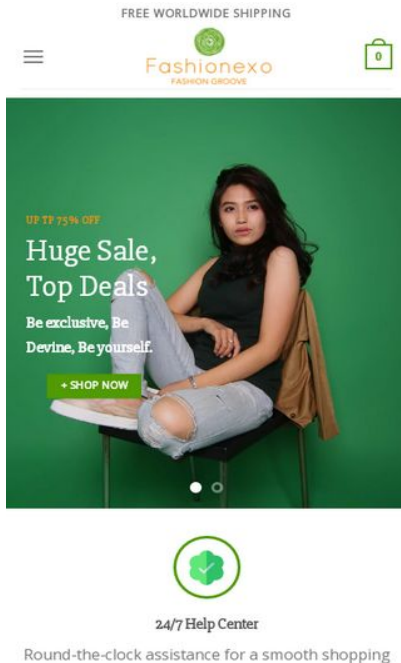 FREE WORLDWIDE SHIPPING
0
Fashionexo
FASHION GROOVE
UP TP 75% OFF
Huge Sale,
Top Deals
Be exclusive, Be
Devine, Be yourself.
+ SHOP NOW
24/7 Help Center
Round-the-clock assistance for a smooth shopping